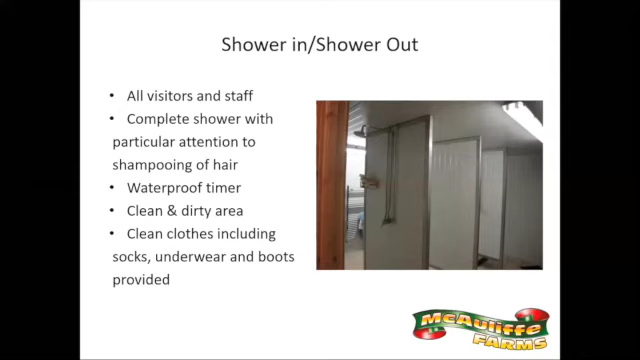 Shower in/Shower Out
• All visitors and staff
• Complete shower with
particular attention to
shampooing of hair
• Waterproof timer
• Clean & dirty area
• Clean clothes including
socks, underwear and boots
provided
McAuliffe
FARMS